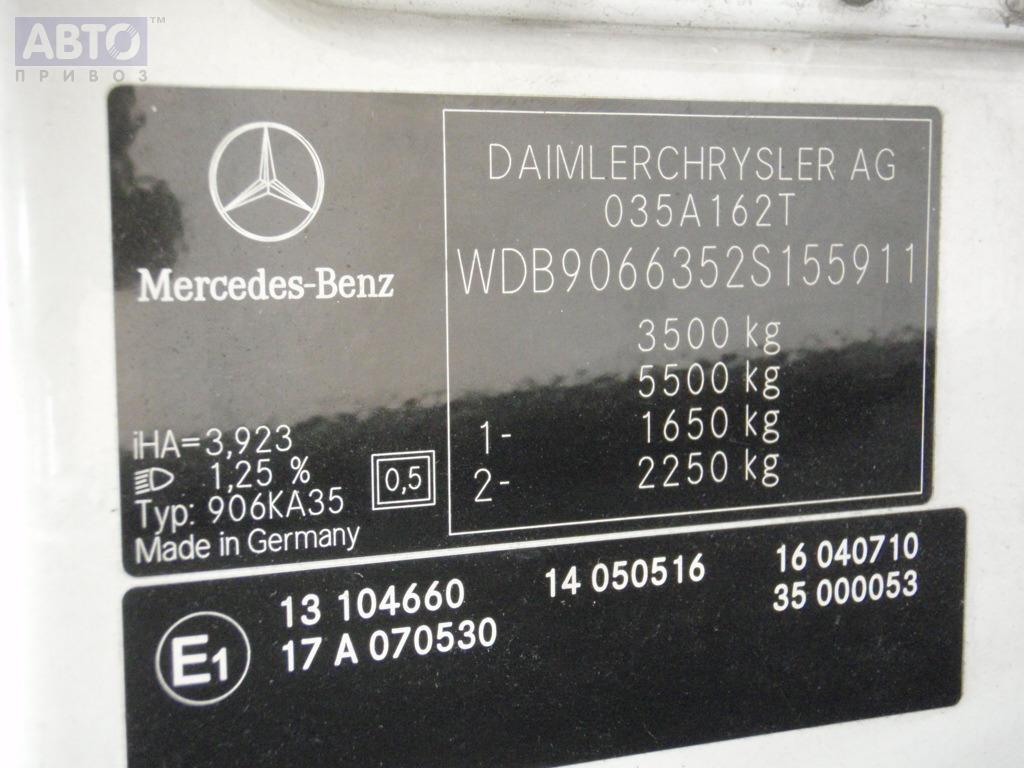 АВТО™
ПРИВОЗ
Mercedes-Benz
DAIMLERCHRYSLER AG
035A162T
WDB9066352S155911
3500 kg
5500 kg
1- 1650 kg
2- 2250 kg
iHA=3,923
1,25 %
0,5
Typ: 906KA35
Made in Germany
E1
13 104660 14 050516 16 040710
17 A 070530 35 000053